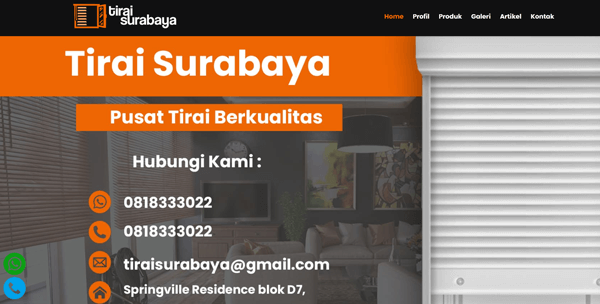 tirai
surabaya
Home Profil Produk Galeri Artikel Kontak
Tirai Surabaya
Pusat Tirai Berkualitas
Hubungi Kami :
0818333022
0818333022
tiraisurabaya@gmail.com
Springville Residence blok D7,